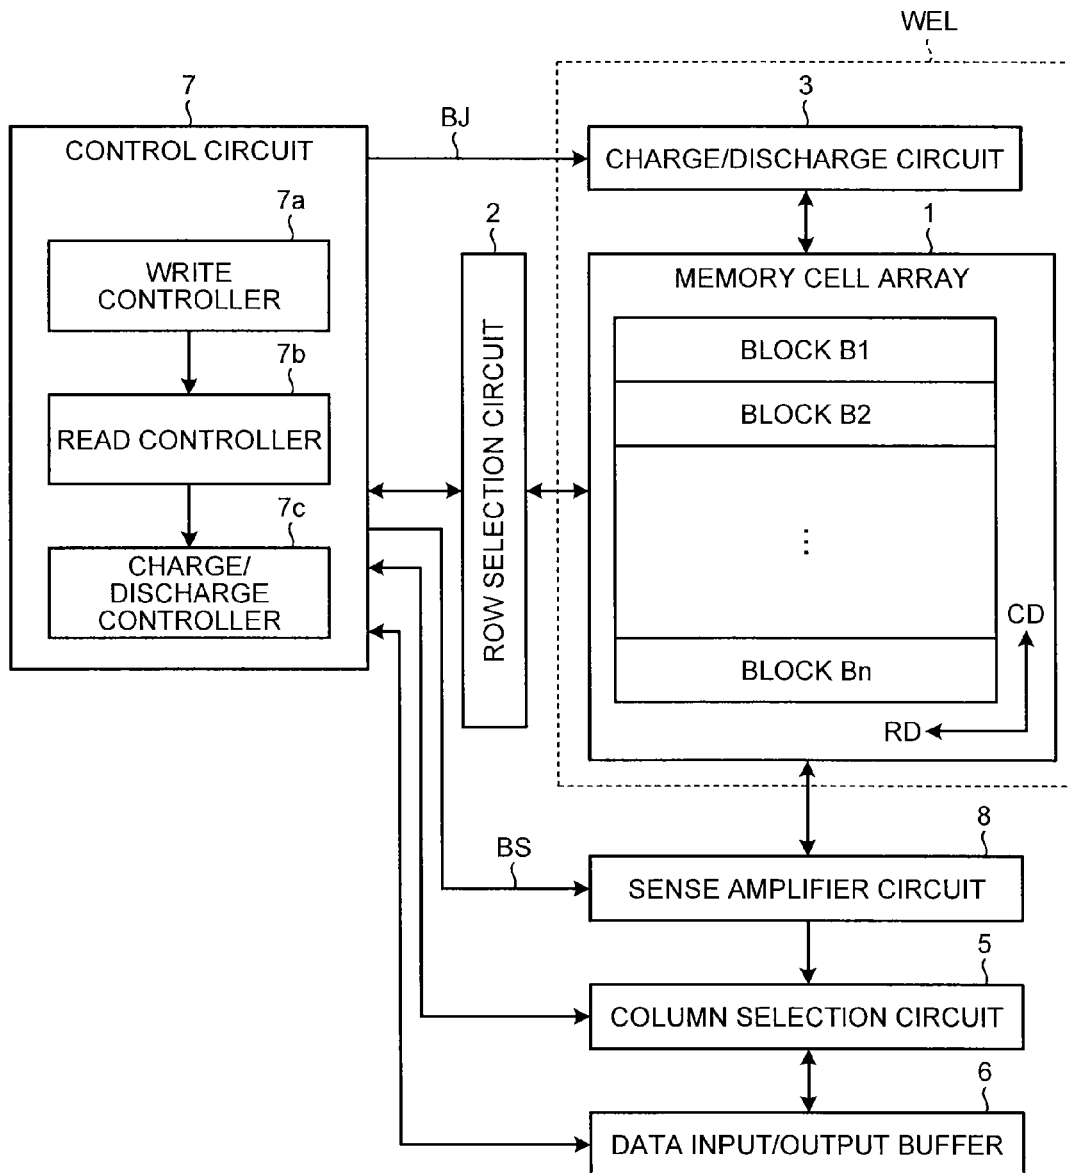 WEL
7
3
BJ
CONTROL CIRCUIT
CHARGE/DISCHARGE CIRCUIT
7a
2
1
WRITE
CONTROLLER
MEMORY CELL ARRAY
BLOCK B1
7b
BLOCK B2
READ CONTROLLER
ROW SELECTION CIRCUIT
7c
...
CHARGE/
DISCHARGE
CONTROLLER
CD
BLOCK Bn
RD
8
BS
SENSE AMPLIFIER CIRCUIT
5
COLUMN SELECTION CIRCUIT
6
DATA INPUT/OUTPUT BUFFER